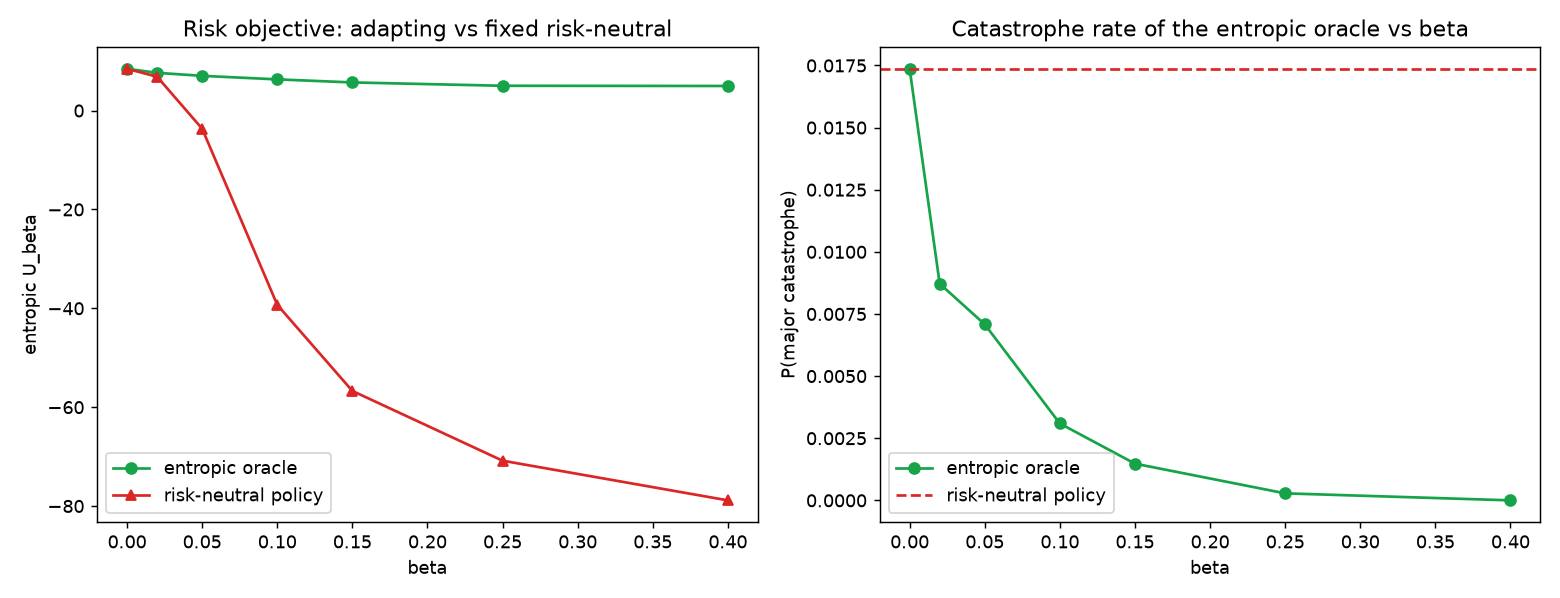 Risk objective: adapting vs fixed risk-neutral
entropic U_beta
0
−20
−40
−60
−80
entropic oracle
risk-neutral policy
0.00 0.05 0.10 0.15 0.20 0.25 0.30 0.35 0.40
beta
Catastrophe rate of the entropic oracle vs beta
P(major catastrophe)
0.0175
0.0150
0.0125
0.0100
0.0075
0.0050
0.0025
0.0000
entropic oracle
risk-neutral policy
0.00 0.05 0.10 0.15 0.20 0.25 0.30 0.35 0.40
beta